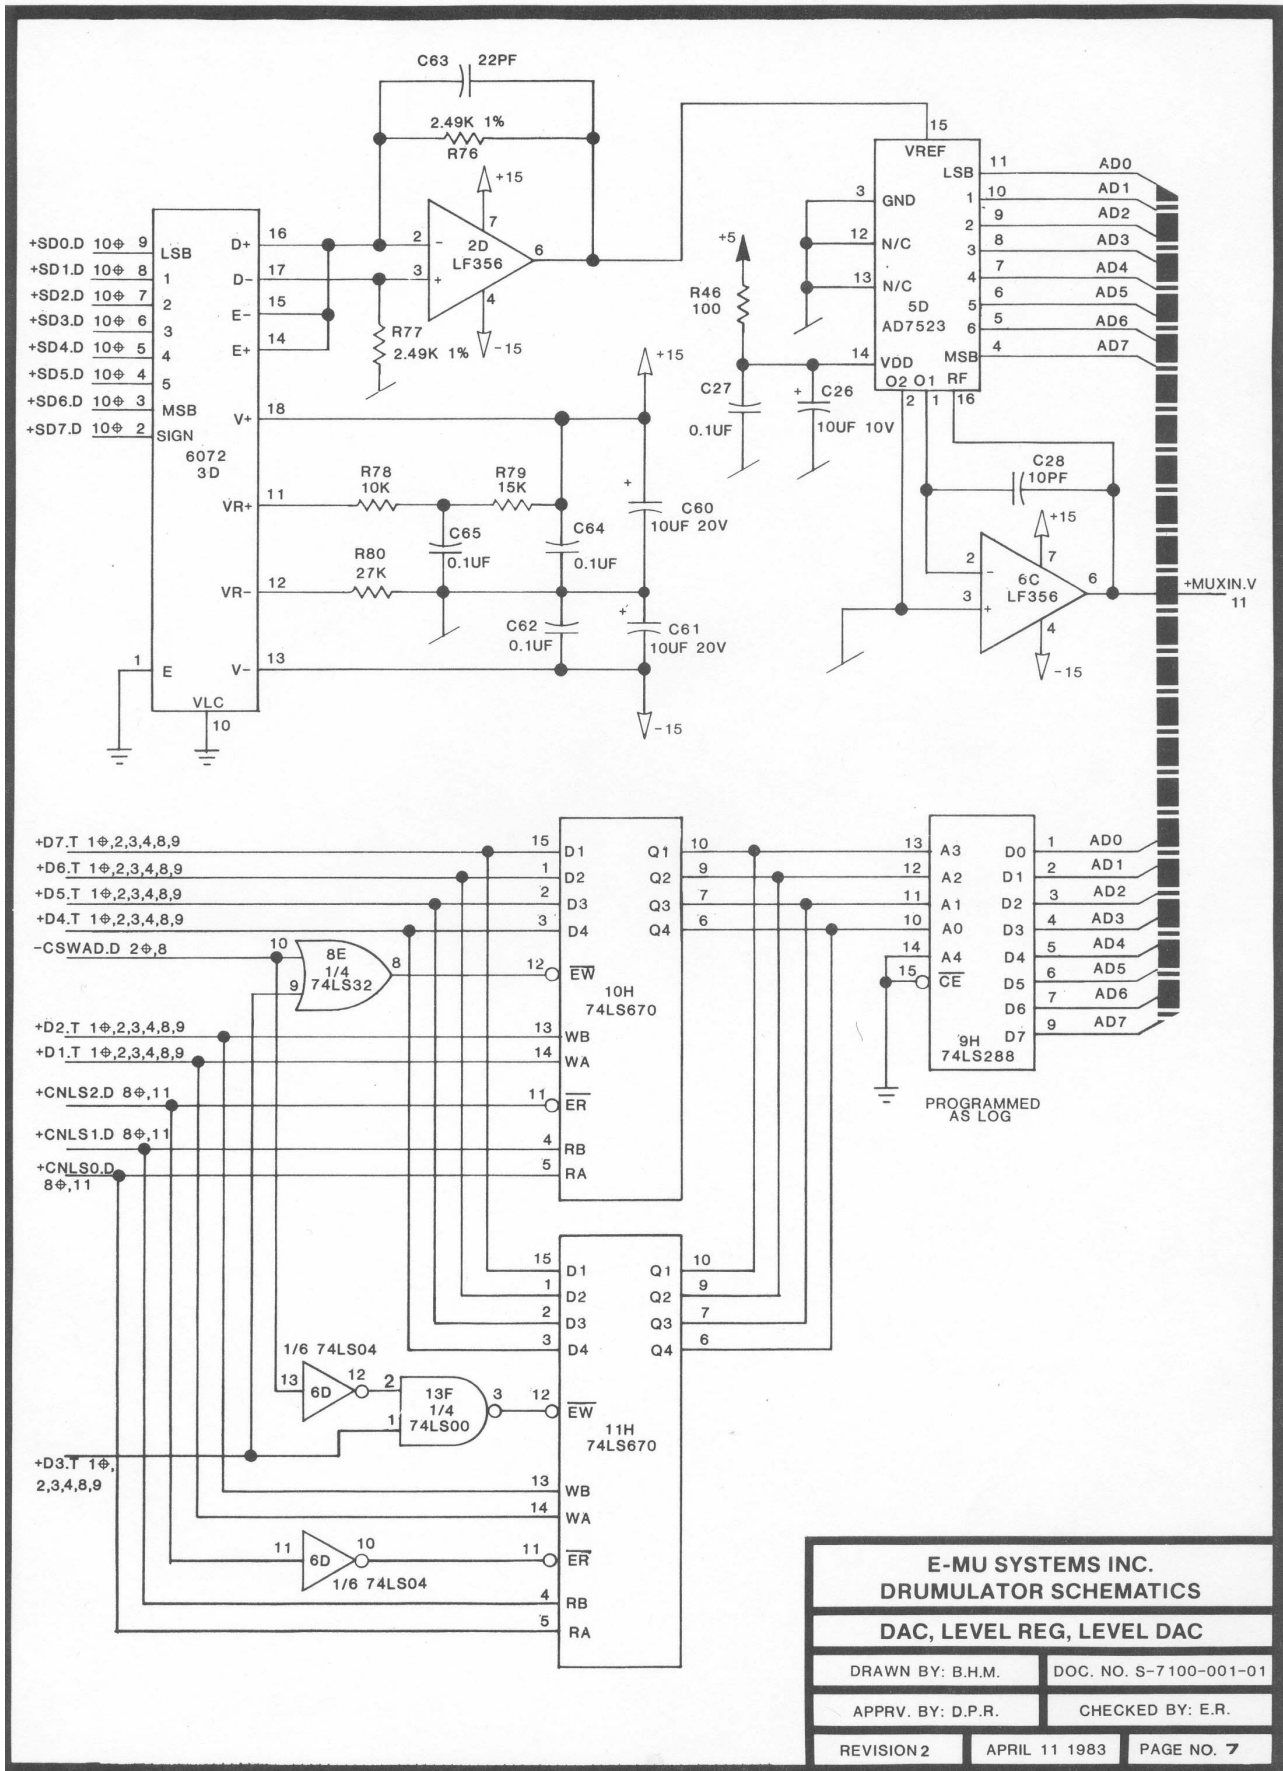 C63 22PF
2.49K 1%
R76
+15
7
2 −
2D
LF356
3 +
6
4
-15
R77
2.49K 1%
+SD0.D 10⌖ 9 LSB
+SD1.D 10⌖ 8 1
+SD2.D 10⌖ 7 2
+SD3.D 10⌖ 6 3
+SD4.D 10⌖ 5 4
+SD5.D 10⌖ 4 5
+SD6.D 10⌖ 3 MSB
+SD7.D 10⌖ 2 SIGN
6072
3D
D+ 16
D− 17
E− 15
E+ 14
V+ 18
VR+ 11
VR− 12
V− 13
1 E
VLC
10
R78
10K
R79
15K
R80
27K
C65
0.1UF
C64
0.1UF
C62
0.1UF
+15
+
C60
10UF 20V
+
C61
10UF 20V
-15
15
VREF
3 GND
12 N/C
13 N/C
5D
AD7523
14 VDD
LSB 11 AD0
1 10 AD1
2 9 AD2
3 8 AD3
4 7 AD4
5 6 AD5
6 5 AD6
MSB 4 AD7
O2 O1 RF
2 1 16
+5
R46
100
C27
0.1UF
+ C26
10UF 10V
C28
10PF
+15
7
2 −
6C
LF356
3 +
6
4
-15
+MUXIN.V
11
+D7.T 1⌖,2,3,4,8,9
+D6.T 1⌖,2,3,4,8,9
+D5.T 1⌖,2,3,4,8,9
+D4.T 1⌖,2,3,4,8,9
-CSWAD.D 2⌖,8
10
8E
1/4
74LS32
9
8
+D2.T 1⌖,2,3,4,8,9
+D1.T 1⌖,2,3,4,8,9
+CNLS2.D 8⌖,11
+CNLS1.D 8⌖,11
+CNLS0.D
8⌖,11
15 D1 Q1 10
1 D2 Q2 9
2 D3 Q3 7
3 D4 Q4 6
12 EW
10H
74LS670
13 WB
14 WA
11 ER
4 RB
5 RA
13 A3 D0 1 AD0
12 A2 D1 2 AD1
11 A1 D2 3 AD2
10 A0 D3 4 AD3
14 A4 D4 5 AD4
15 CE D5 6 AD5
D6 7 AD6
D7 9 AD7
9H
74LS288
PROGRAMMED
AS LOG
15 D1 Q1 10
1 D2 Q2 9
2 D3 Q3 7
3 D4 Q4 6
1/6 74LS04
13 6D 12
2
13F
1/4
74LS00
1
3
12 EW
11H
74LS670
+D3.T 1⌖,
2,3,4,8,9
13 WB
14 WA
11 6D 10
1/6 74LS04
11 ER
4 RB
5 RA
E-MU SYSTEMS INC.
DRUMULATOR SCHEMATICS
DAC, LEVEL REG, LEVEL DAC
DRAWN BY: B.H.M.
DOC. NO. S-7100-001-01
APPRV. BY: D.P.R.
CHECKED BY: E.R.
REVISION 2
APRIL 11 1983
PAGE NO. 7